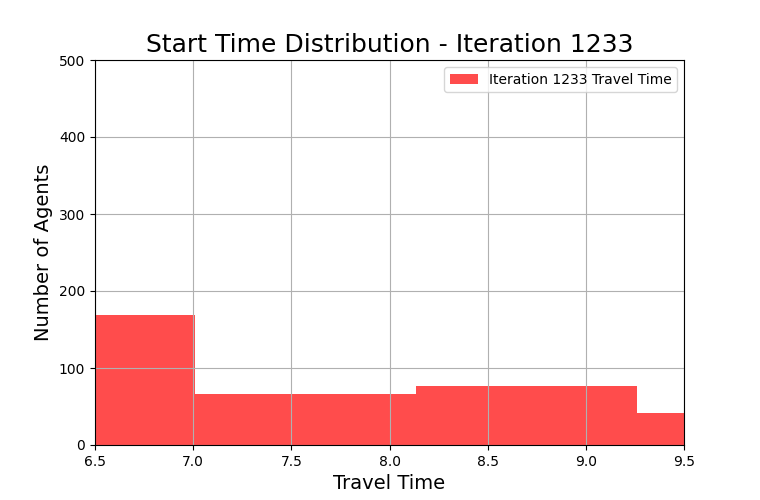 Start Time Distribution - Iteration 1233
Iteration 1233 Travel Time
Number of Agents
500
400
300
200
100
0
6.5 7.0 7.5 8.0 8.5 9.0 9.5
Travel Time